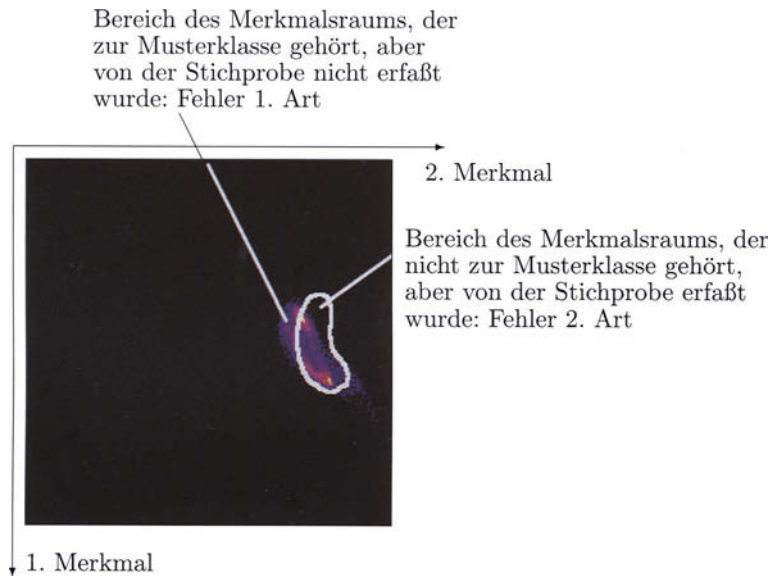 Bereich des Merkmalsraums, der
zur Musterklasse gehört, aber
von der Stichprobe nicht erfaßt
wurde: Fehler 1. Art
2. Merkmal
Bereich des Merkmalsraums, der
nicht zur Musterklasse gehört,
aber von der Stichprobe erfaßt
wurde: Fehler 2. Art
1. Merkmal